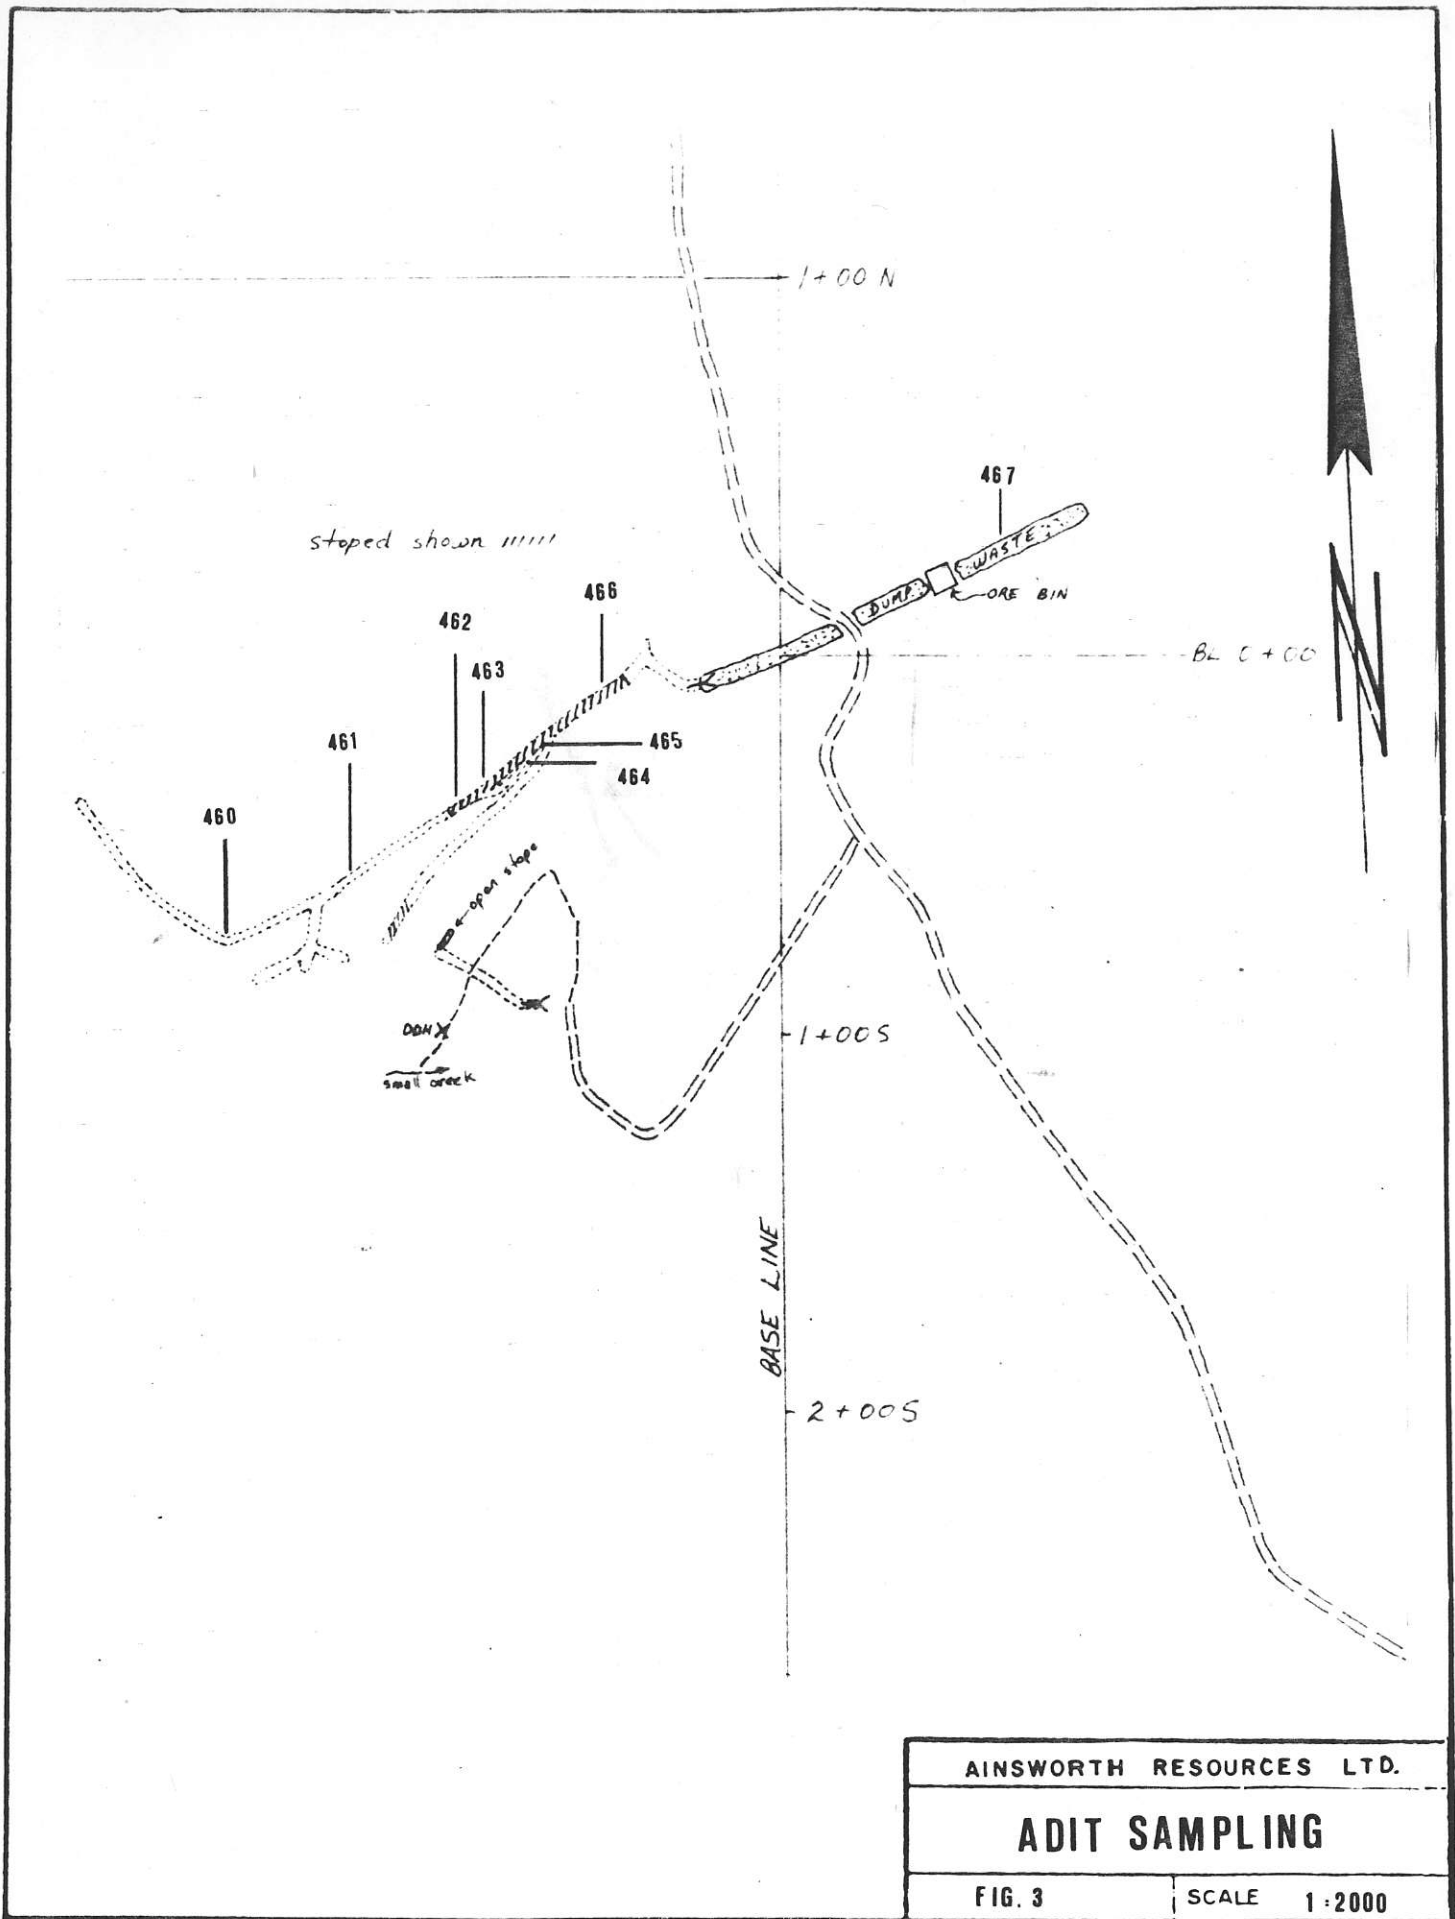 1+00 N
467
stoped shown
WASTE
DUMP
ORE BIN
466
462
BL 0+00
463
461
465
464
460
open stope
DDH
1+00S
small creek
BASE LINE
2+00S
N
AINSWORTH RESOURCES LTD.
ADIT SAMPLING
FIG. 3
SCALE 1:2000